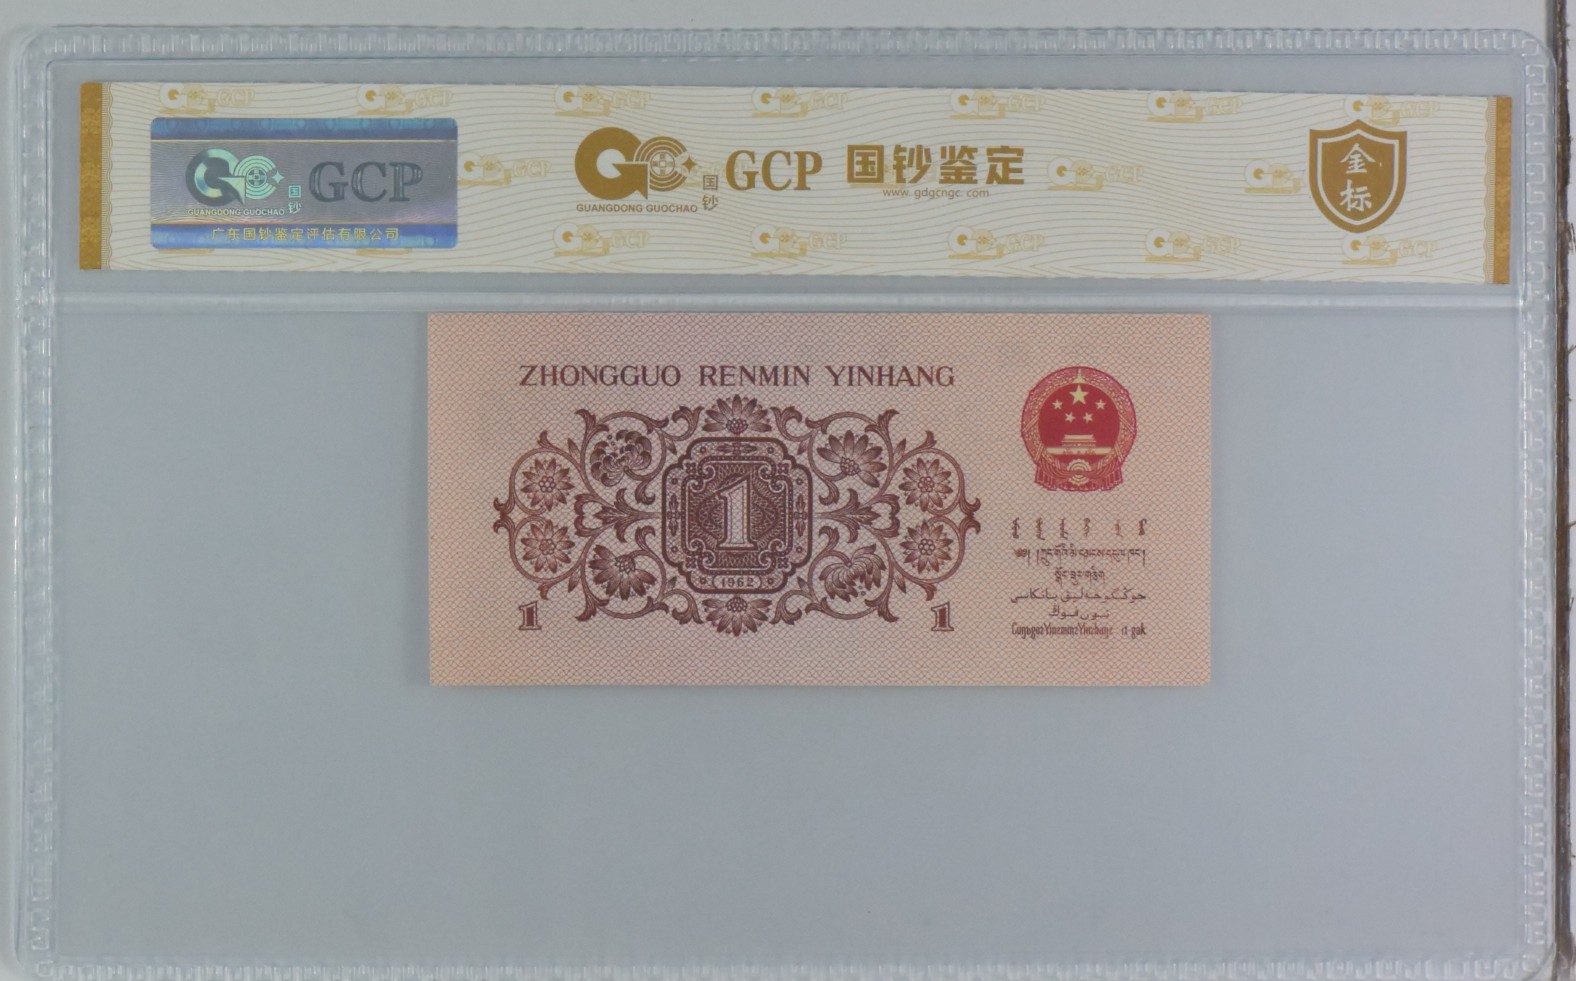 GUANGDONG GUOCHAO
国钞
GCP
广东国钞鉴定评估有限公司
GUANGDONG GUOCHAO
国钞
GCP 国钞鉴定
www. gdgcngc. com
金标
ZHONGGUO RENMIN YINHANG
1
1962
1 1